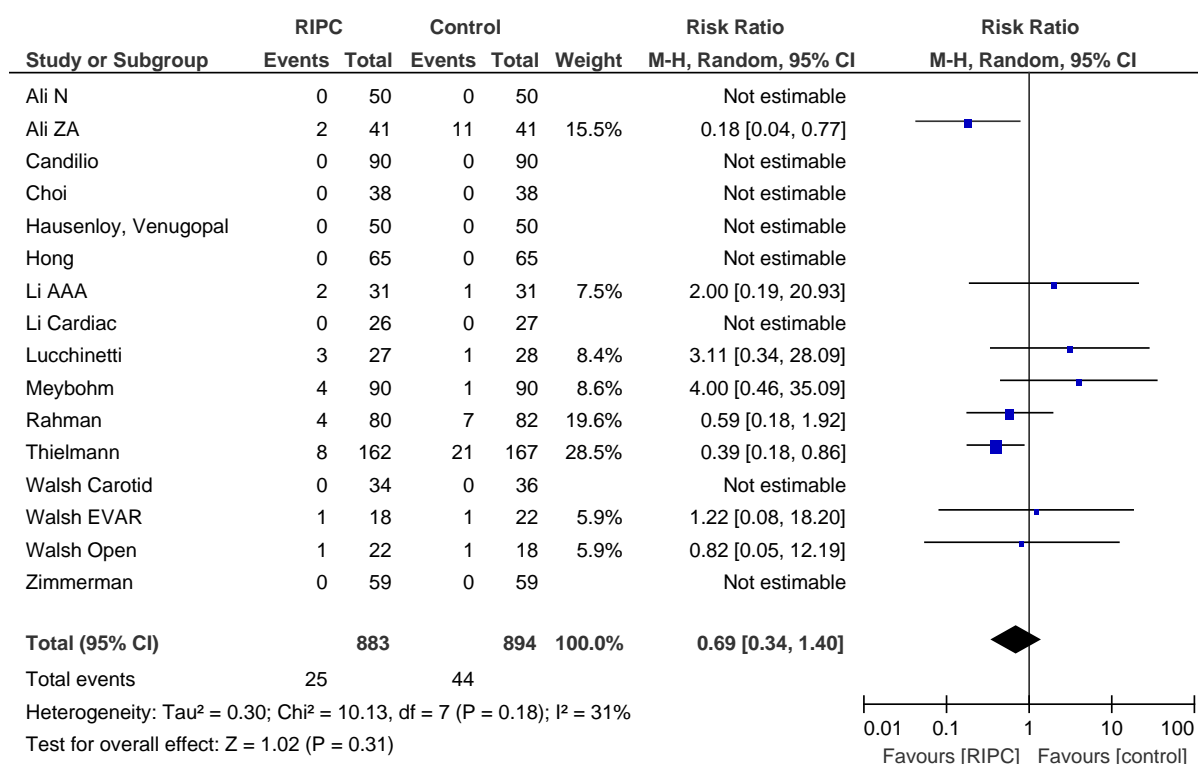 RIPC Control Risk Ratio Risk Ratio
Study or Subgroup Events Total Events Total Weight M-H, Random, 95% CI M-H, Random, 95% CI
Ali N 0 50 0 50 Not estimable
Ali ZA 2 41 11 41 15.5% 0.18 [0.04, 0.77]
Candilio 0 90 0 90 Not estimable
Choi 0 38 0 38 Not estimable
Hausenloy, Venugopal 0 50 0 50 Not estimable
Hong 0 65 0 65 Not estimable
Li AAA 2 31 1 31 7.5% 2.00 [0.19, 20.93]
Li Cardiac 0 26 0 27 Not estimable
Lucchinetti 3 27 1 28 8.4% 3.11 [0.34, 28.09]
Meybohm 4 90 1 90 8.6% 4.00 [0.46, 35.09]
Rahman 4 80 7 82 19.6% 0.59 [0.18, 1.92]
Thielmann 8 162 21 167 28.5% 0.39 [0.18, 0.86]
Walsh Carotid 0 34 0 36 Not estimable
Walsh EVAR 1 18 1 22 5.9% 1.22 [0.08, 18.20]
Walsh Open 1 22 1 18 5.9% 0.82 [0.05, 12.19]
Zimmerman 0 59 0 59 Not estimable
Total (95% CI) 883 894 100.0% 0.69 [0.34, 1.40]
Total events 25 44
Heterogeneity: Tau² = 0.30; Chi² = 10.13, df = 7 (P = 0.18); I² = 31%
Test for overall effect: Z = 1.02 (P = 0.31)
0.01 0.1 1 10 100
Favours [RIPC] Favours [control]